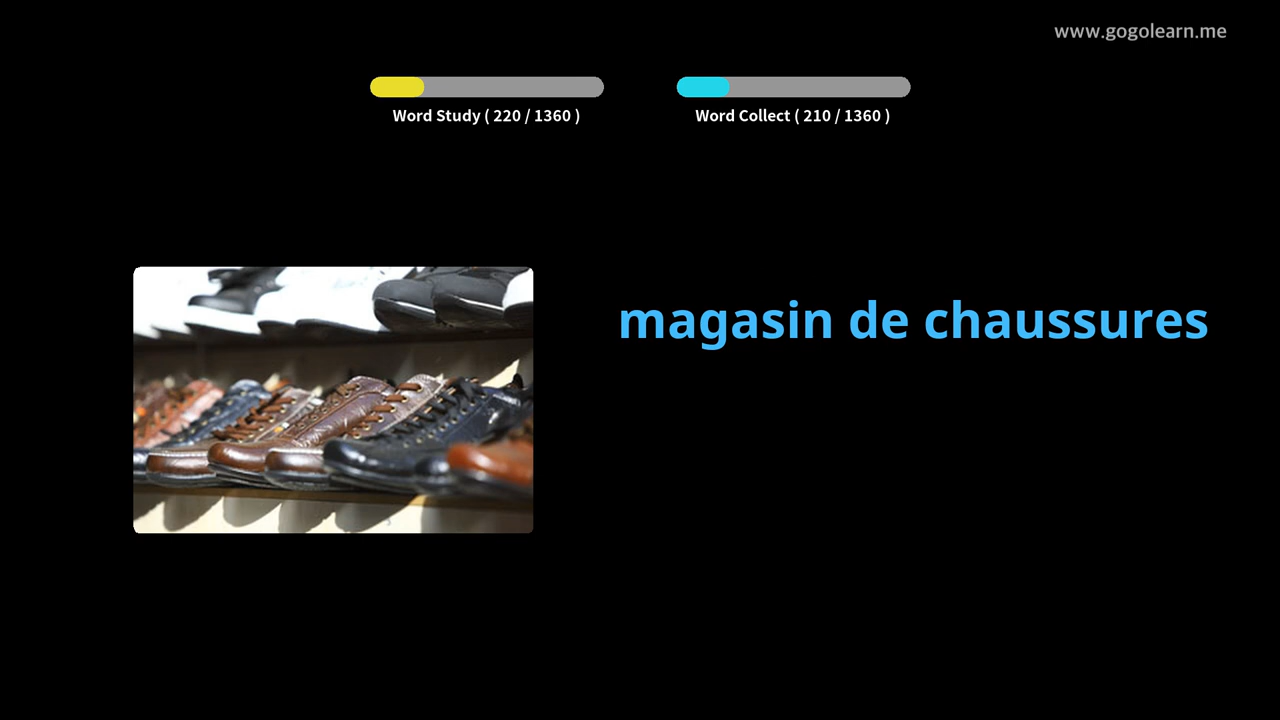 www.gogolearn.me
Word Study ( 220 / 1360 )
Word Collect ( 210 / 1360 )
magasin de chaussures